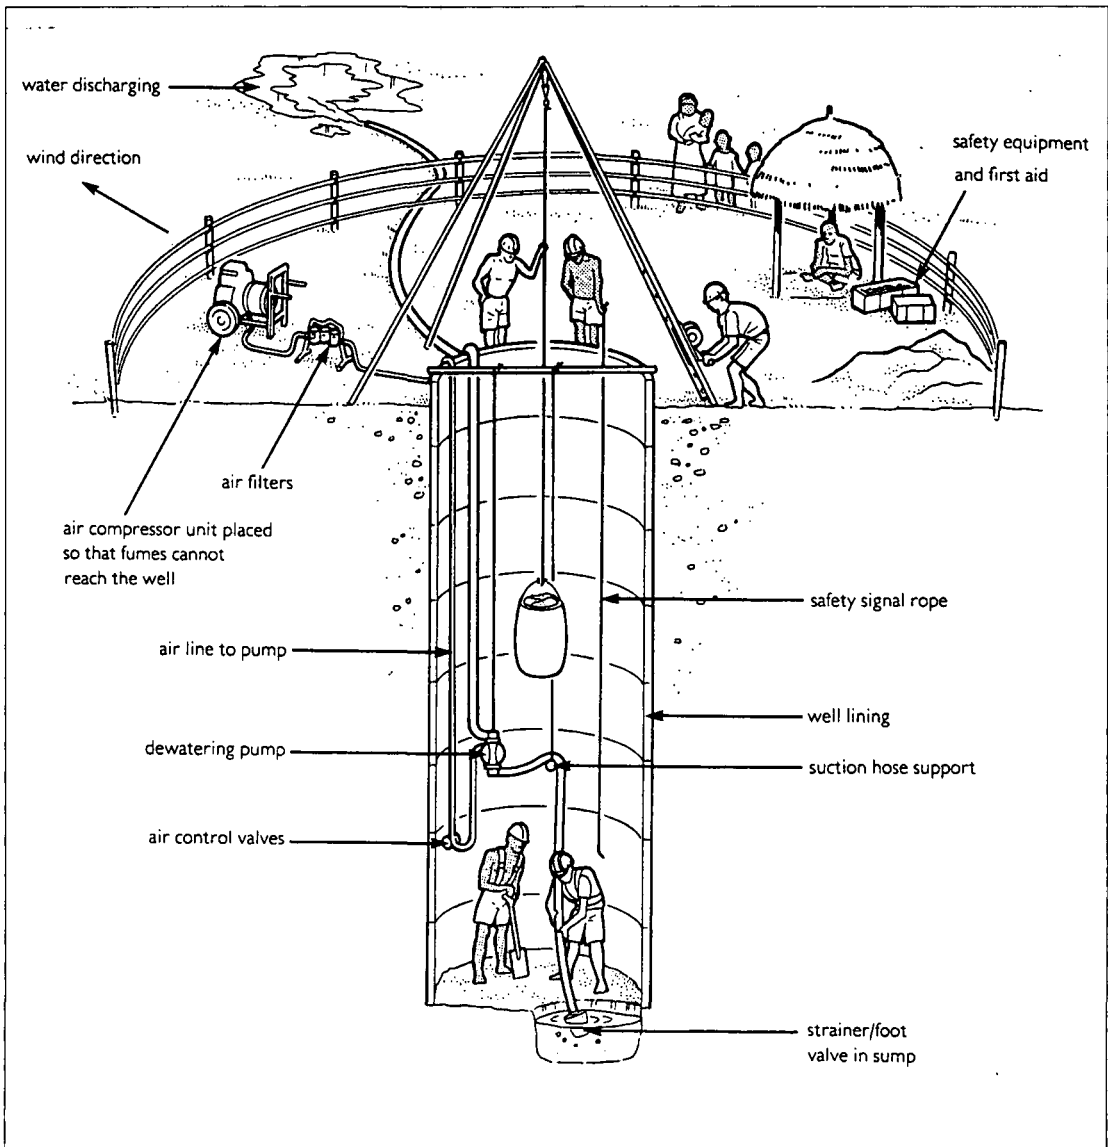 water discharging
wind direction
safety equipment
and first aid
air filters
air compressor unit placed
so that fumes cannot
reach the well
safety signal rope
air line to pump
well lining
dewatering pump
suction hose support
air control valves
strainer/foot
valve in sump